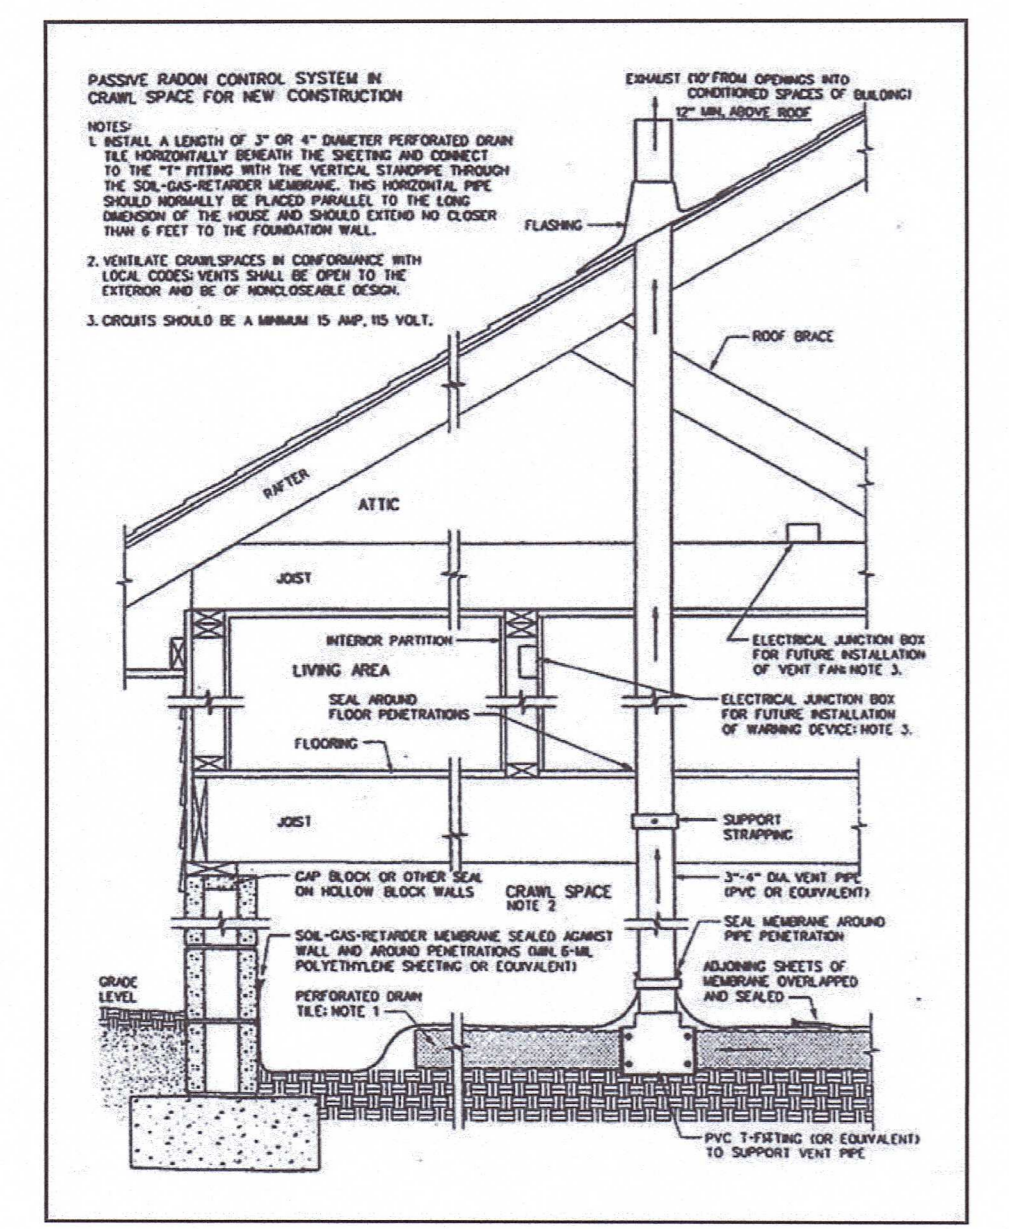 PASSIVE RADON CONTROL SYSTEM IN
CRAWL SPACE FOR NEW CONSTRUCTION
NOTES:
1. INSTALL A LENGTH OF 3" OR 4" DIAMETER PERFORATED DRAIN
TILE HORIZONTALLY BENEATH THE SHEETING AND CONNECT
TO THE "T" FITTING WITH THE VERTICAL STANDPIPE THROUGH
THE SOIL-GAS-RETARDER MEMBRANE. THIS HORIZONTAL PIPE
SHOULD NORMALLY BE PLACED PARALLEL TO THE LONG
DIMENSION OF THE HOUSE AND SHOULD EXTEND NO CLOSER
THAN 6 FEET TO THE FOUNDATION WALL.
2. VENTILATE CRAWLSPACES IN CONFORMANCE WITH
LOCAL CODES; VENTS SHALL BE OPEN TO THE
EXTERIOR AND BE OF NONCLOSEABLE DESIGN.
3. CIRCUITS SHOULD BE A MINIMUM 15 AMP, 115 VOLT.
EXHAUST (10' FROM OPENINGS INTO
CONDITIONED SPACES OF BUILDING)
12" MIN. ABOVE ROOF
FLASHING
ROOF BRACE
RAFTER
ATTIC
JOIST
INTERIOR PARTITION
LIVING AREA
ELECTRICAL JUNCTION BOX
FOR FUTURE INSTALLATION
OF VENT FAN: NOTE 3.
SEAL AROUND
FLOOR PENETRATIONS
ELECTRICAL JUNCTION BOX
FOR FUTURE INSTALLATION
OF WARNING DEVICE: NOTE 3.
FLOORING
JOIST
SUPPORT
STRAPPING
CAP BLOCK OR OTHER SEAL
ON HOLLOW BLOCK WALLS
CRAWL SPACE
NOTE 2
3"-4" DIA. VENT PIPE
(PVC OR EQUIVALENT)
SOIL-GAS-RETARDER MEMBRANE SEALED AGAINST
WALL AND AROUND PENETRATIONS (MIN. 6-MIL
POLYETHYLENE SHEETING OR EQUIVALENT)
SEAL MEMBRANE AROUND
PIPE PENETRATION
GRADE
LEVEL
PERFORATED DRAIN
TILE: NOTE 1
ADJOINING SHEETS OF
MEMBRANE OVERLAPPED
AND SEALED
PVC T-FITTING (OR EQUIVALENT)
TO SUPPORT VENT PIPE